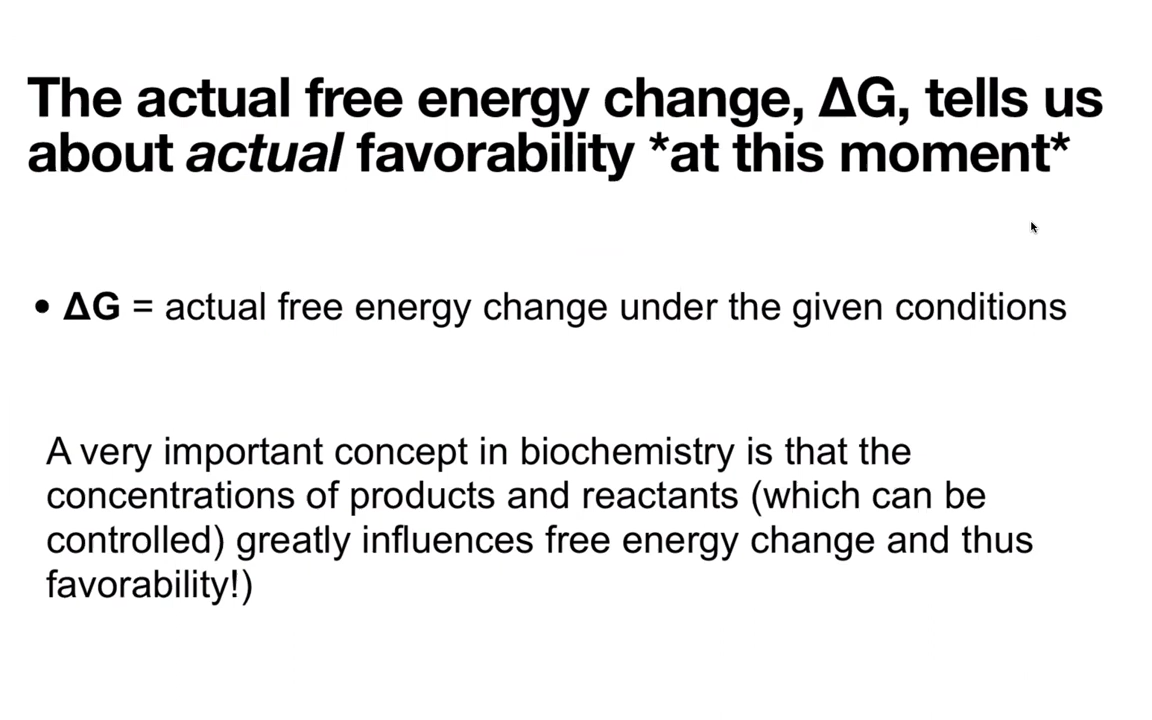 The actual free energy change, ΔG, tells us
about actual favorability *at this moment*
• ΔG = actual free energy change under the given conditions
A very important concept in biochemistry is that the
concentrations of products and reactants (which can be
controlled) greatly influences free energy change and thus
favorability!)